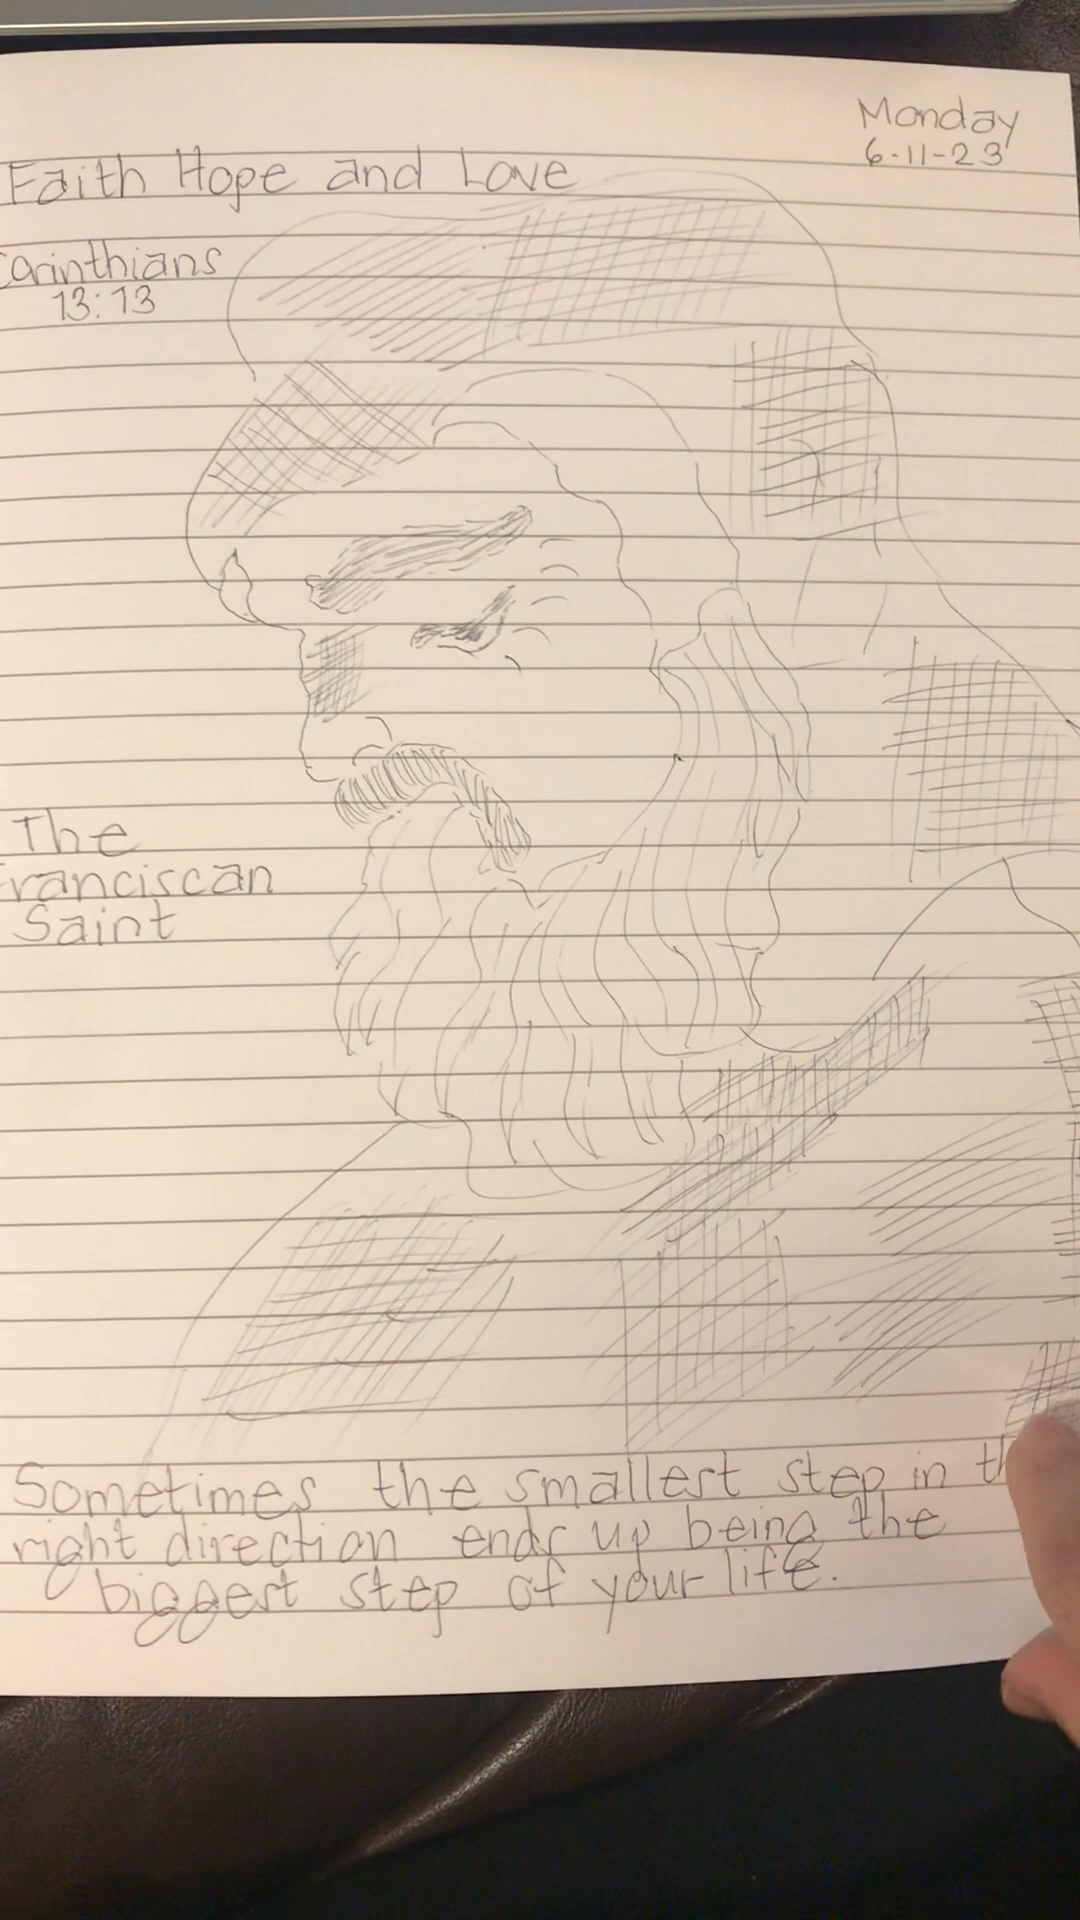 Monday
6-11-23
Faith Hope and Love
Corinthians
13:13
The
Franciscan
Saint
Sometimes the smallest step in th
right direction ends up being the
biggest step of your life.